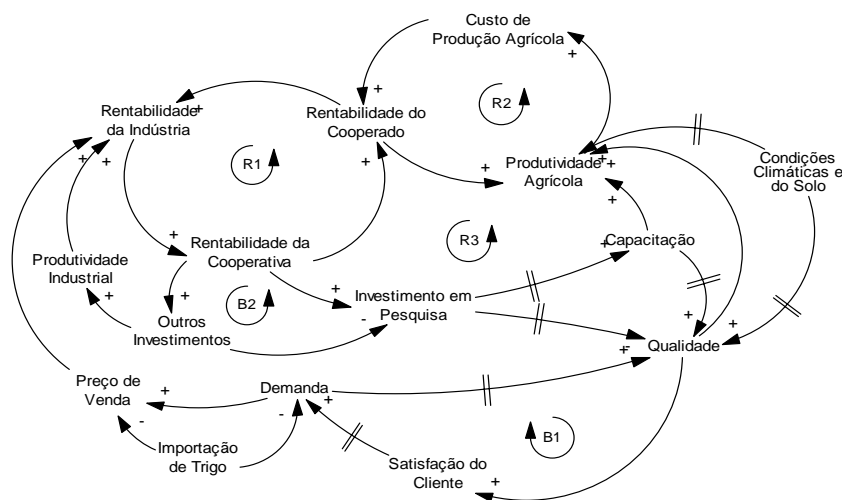 Custo de
Produção Agrícola
+
+
Rentabilidade
da Indústria
+
Rentabilidade do
Cooperado
R2
R1
+
+
+
+
Produtividade
Agrícola
+
+
+
Condições
Climáticas e
do Solo
+
Rentabilidade da
Cooperativa
R3
+
Capacitação
Produtividade
Industrial
+
+
B2
+
Investimento em
Pesquisa
-
Outros
Investimentos
+
+
Qualidade
+
-
Preço de
Venda
+
Demanda
+
-
-
Importação
de Trigo
B1
Satisfação do
Cliente
+